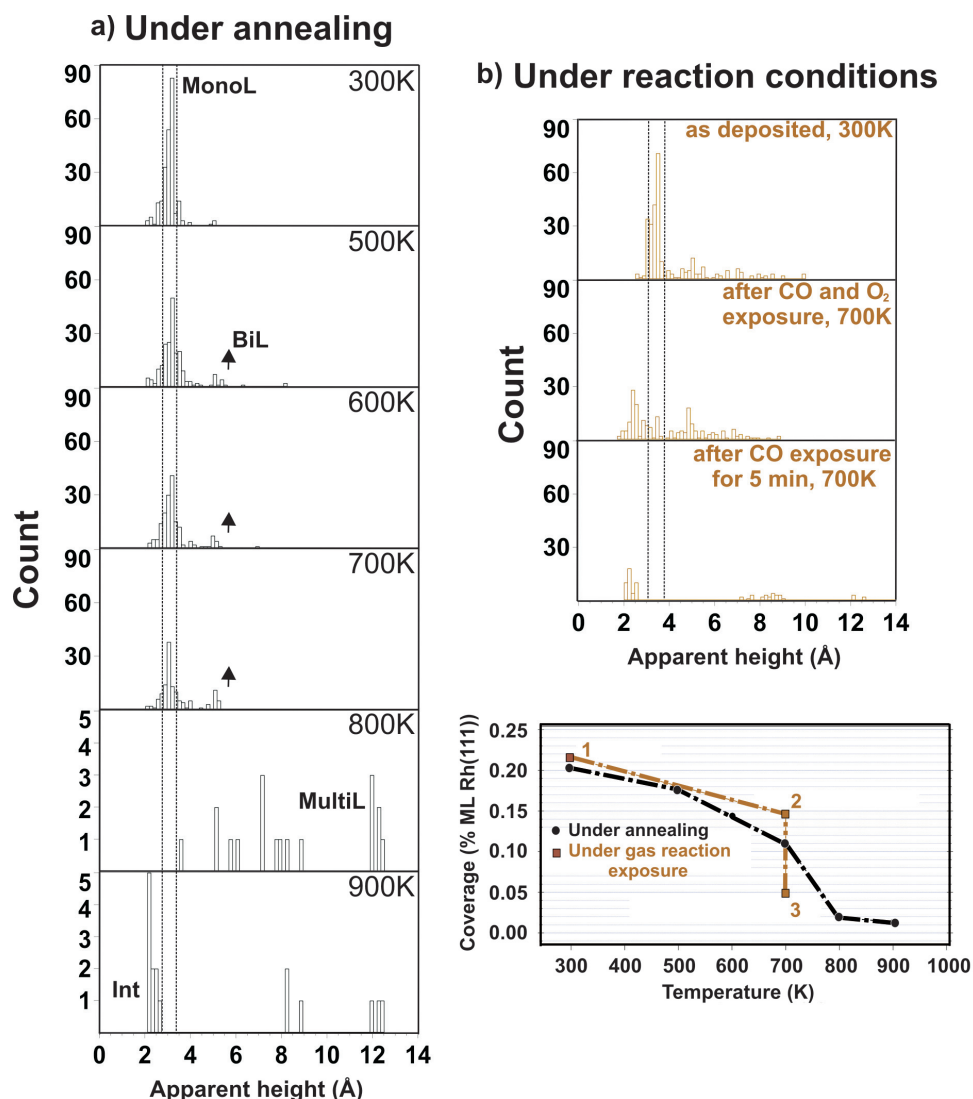 a) Under annealing
90
60
30
MonoL
300K
90
60
30
BiL
500K
90
60
30
600K
90
60
30
700K
5
4
3
2
1
MultiL
800K
5
4
3
2
1
Int
900K
Count
0 2 4 6 8 10 12 14
Apparent height (Å)
b) Under reaction conditions
90
60
30
as deposited, 300K
90
60
30
after CO and O₂
exposure, 700K
90
60
30
after CO exposure
for 5 min, 700K
Count
0 2 4 6 8 10 12 14
Apparent height (Å)
0.25
0.20
0.15
0.10
0.05
0.00
Coverage (% ML Rh(111))
1
2
3
Under annealing
Under gas reaction
exposure
300 400 500 600 700 800 900 1000
Temperature (K)